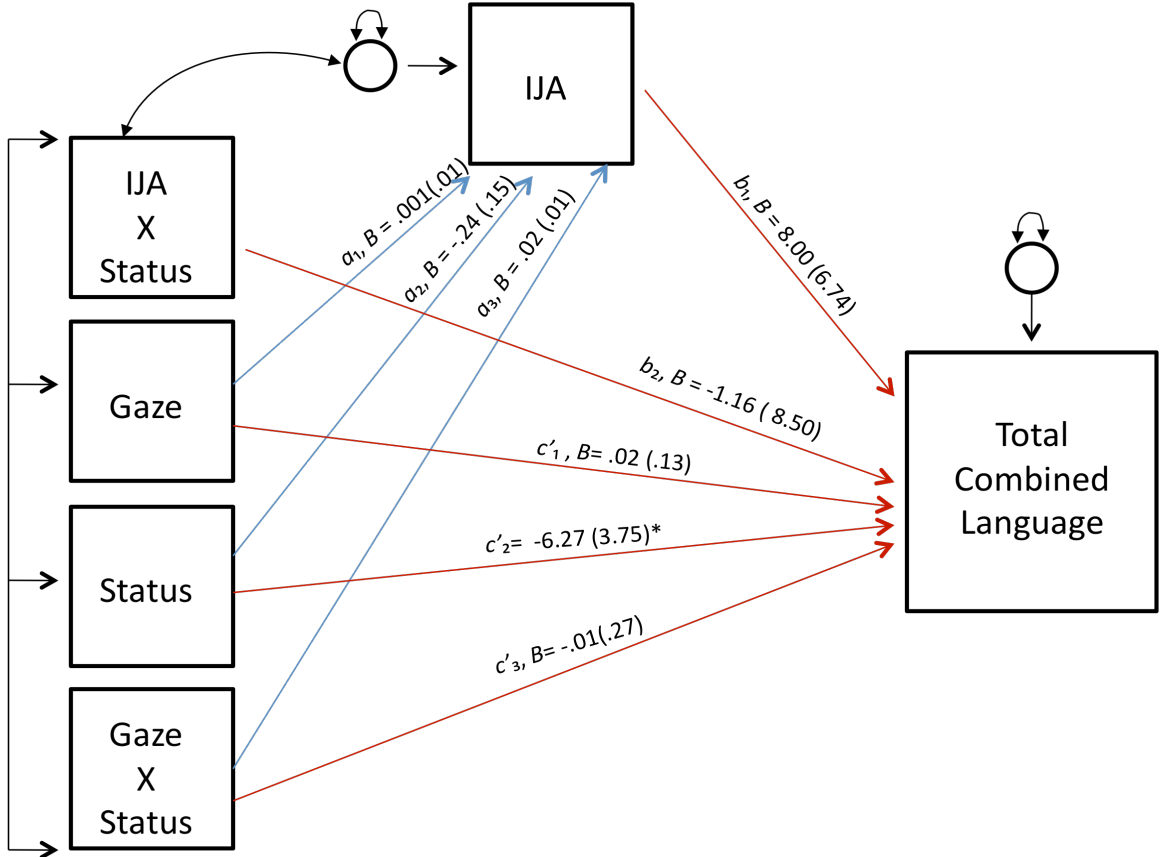 IJA
IJA
X
Status
a₁, B = .001(.01)
a₂, B = -.24 (.15)
a₃, B = .02 (.01)
b₁, B = 8.00 (6.74)
b₂, B = -1.16 ( 8.50)
Gaze
c′₁ , B= .02 (.13)
Total
Combined
Language
c′₂=  -6.27 (3.75)*
Status
c′₃, B= -.01(.27)
Gaze
X
Status